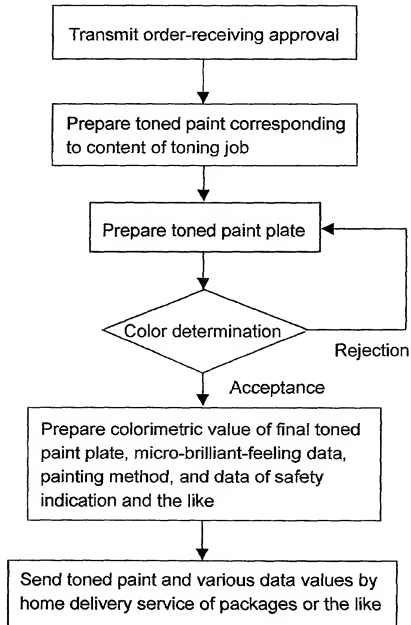 Transmit order-receiving approval
Prepare toned paint corresponding
to content of toning job
Prepare toned paint plate
Color determination
Rejection
Acceptance
Prepare colorimetric value of final toned
paint plate, micro-brilliant-feeling data,
painting method, and data of safety
indication and the like
Send toned paint and various data values by
home delivery service of packages or the like